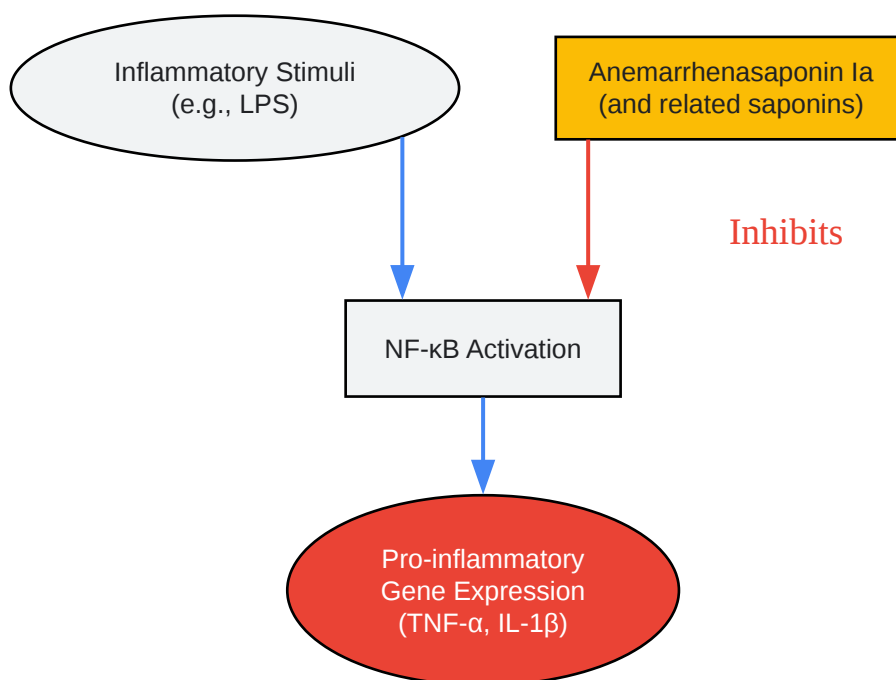 Inflammatory Stimuli
(e.g., LPS)
Anemarrhenasaponin Ia
(and related saponins)
Inhibits
NF-κB Activation
Pro-inflammatory
Gene Expression
(TNF-α, IL-1β)